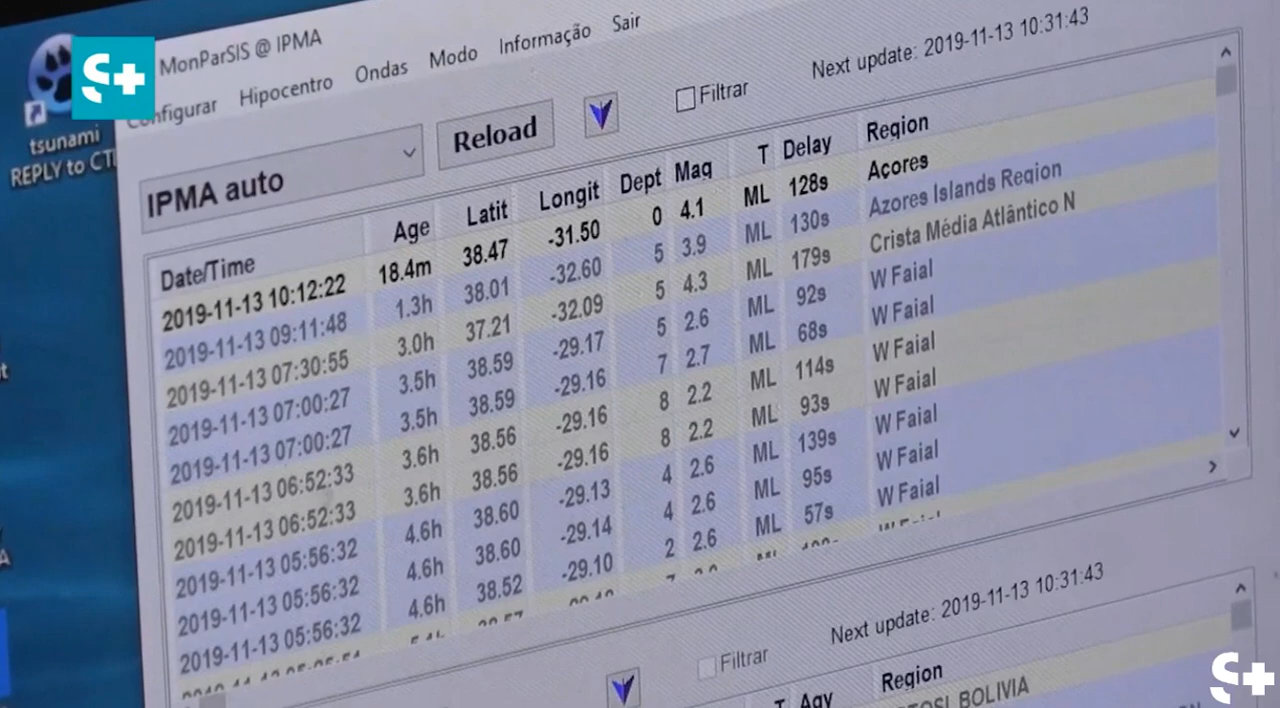 MonParSIS @ IPMA
Configurar Hipocentro Ondas Modo Informação Sair
tsunami
REPLY to CT
IPMA auto Reload Filtrar Next update: 2019-11-13 10:31:43
Date/Time Age Latit Longit Dept Mag T Delay Region
2019-11-13 10:12:22 18.4m 38.47 -31.50 0 4.1 ML 128s Açores
2019-11-13 09:11:48 1.3h 38.01 -32.60 5 3.9 ML 130s Azores Islands Region
2019-11-13 07:30:55 3.0h 37.21 -32.09 5 4.3 ML 179s Crista Média Atlântico N
2019-11-13 07:00:27 3.5h 38.59 -29.17 5 2.6 ML 92s W Faial
2019-11-13 07:00:27 3.5h 38.59 -29.16 7 2.7 ML 68s W Faial
2019-11-13 06:52:33 3.6h 38.56 -29.16 8 2.2 ML 114s W Faial
2019-11-13 06:52:33 3.6h 38.56 -29.16 8 2.2 ML 93s W Faial
2019-11-13 05:56:32 4.6h 38.60 -29.13 4 2.6 ML 139s W Faial
2019-11-13 05:56:32 4.6h 38.60 -29.14 4 2.6 ML 95s W Faial
2019-11-13 05:56:32 4.6h 38.52 -29.10 2 2.6 ML 57s W Faial
Filtrar Next update: 2019-11-13 10:31:43
T Agv Region
TOSI, BOLIVIA
S+
S+